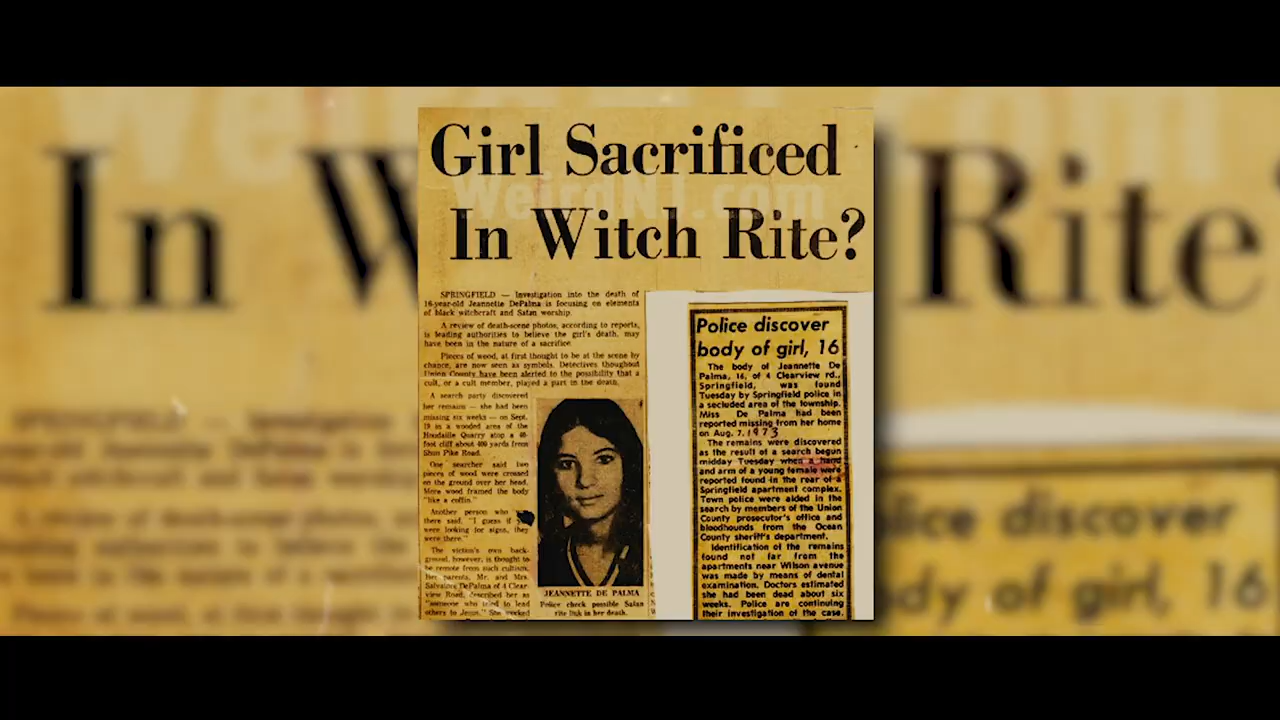 Girl Sacrificed
In Witch Rite?
WeirdNJ.com
SPRINGFIELD — Investigation into the death of
16-year-old Jeannette DePalma is focusing on elements
of black witchcraft and Satan worship.
A review of death-scene photos, according to reports,
is leading authorities to believe the girl's death, may
have been in the nature of a sacrifice.
Pieces of wood, at first thought to be at the scene by
chance, are now seen as symbols. Detectives thoughout
Union County have been alerted to the possibility that a
cult, or a cult member, played a part in the death.
A search party discovered
her remains — she had been
missing six weeks — on Sept.
19 in a wooded area of the
Houdaille Quarry atop a 40-
foot cliff about 400 yards from
Shun Pike Road.
One searcher said two
pieces of wood were crossed
on the ground over her head.
More wood framed the body
"like a coffin."
Another person who
there said, "I guess if y
were looking for signs, they
were there."
The victim's own back-
ground, however, is thought to
be remote from such cultism.
Her parents, Mr. and Mrs.
Salvatore DePalma of 4 Clear-
view Road, described her as
"someone who tried to lead
others to Jesus." She worked
JEANNETTE DE PALMA
Police check possible Satan
rite link in her death.
Police discover
body of girl, 16
The body of Jeannette De
Palma, 16, of 4 Clearview rd.,
Springfield, was found
Tuesday by Springfield police in
a secluded area of the township.
Miss De Palma had been
reported missing from her home
on Aug. 7. 1973
The remains were discovered
as the result of a search begun
midday Tuesday when a hand
and arm of a young female were
reported found in the rear of a
Springfield apartment complex.
Town police were aided in the
search by members of the Union
County prosecutor's office and
bloodhounds from the Ocean
County sheriff's department.
Identification of the remains
found not far from the
apartments near Wilson avenue
was made by means of dental
examination. Doctors estimated
she had been dead about six
weeks. Police are continuing
their investigation of the case.